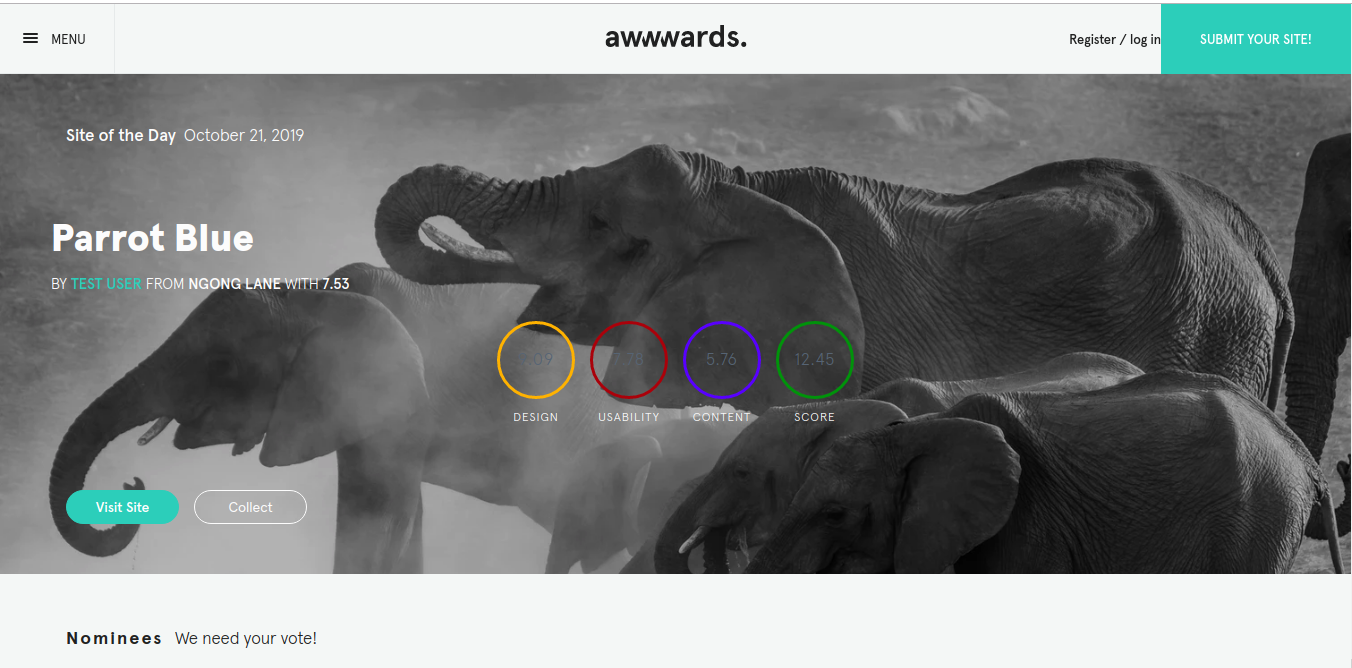 MENU
awwwards.
Register / log in
SUBMIT YOUR SITE!
Site of the Day October 21, 2019
Parrot Blue
BY TEST USER FROM NGONG LANE WITH 7.53
5.76
12.45
DESIGN
USABILITY
CONTENT
SCORE
Visit Site
Collect
Nominees We need your vote!